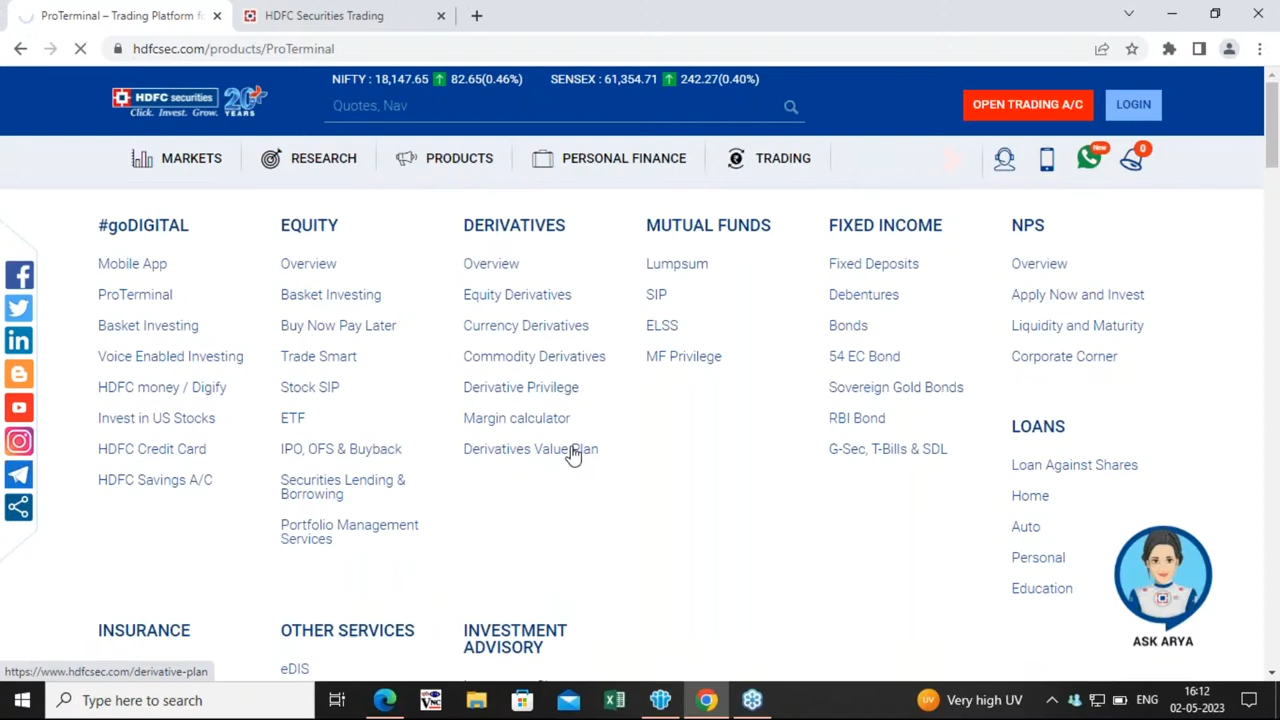 ProTerminal – Trading Platform fo
HDFC Securities Trading
hdfcsec.com/products/ProTerminal
NIFTY : 18,147.65 82.65(0.46%) SENSEX : 61,354.71 242.27(0.40%)
HDFC securities
Click. Invest. Grow.
20+
YEARS
Quotes, Nav
OPEN TRADING A/C
LOGIN
MARKETS
RESEARCH
PRODUCTS
PERSONAL FINANCE
TRADING
New
0
#goDIGITAL
Mobile App
ProTerminal
Basket Investing
Voice Enabled Investing
HDFC money / Digify
Invest in US Stocks
HDFC Credit Card
HDFC Savings A/C
EQUITY
Overview
Basket Investing
Buy Now Pay Later
Trade Smart
Stock SIP
ETF
IPO, OFS & Buyback
Securities Lending &
Borrowing
Portfolio Management
Services
DERIVATIVES
Overview
Equity Derivatives
Currency Derivatives
Commodity Derivatives
Derivative Privilege
Margin calculator
Derivatives Value Plan
MUTUAL FUNDS
Lumpsum
SIP
ELSS
MF Privilege
FIXED INCOME
Fixed Deposits
Debentures
Bonds
54 EC Bond
Sovereign Gold Bonds
RBI Bond
G-Sec, T-Bills & SDL
NPS
Overview
Apply Now and Invest
Liquidity and Maturity
Corporate Corner
LOANS
Loan Against Shares
Home
Auto
Personal
Education
ASK ARYA
INSURANCE
OTHER SERVICES
eDIS
INVESTMENT
ADVISORY
https://www.hdfcsec.com/derivative-plan
Type here to search
VNC
UV
Very high UV
ENG
16:12
02-05-2023